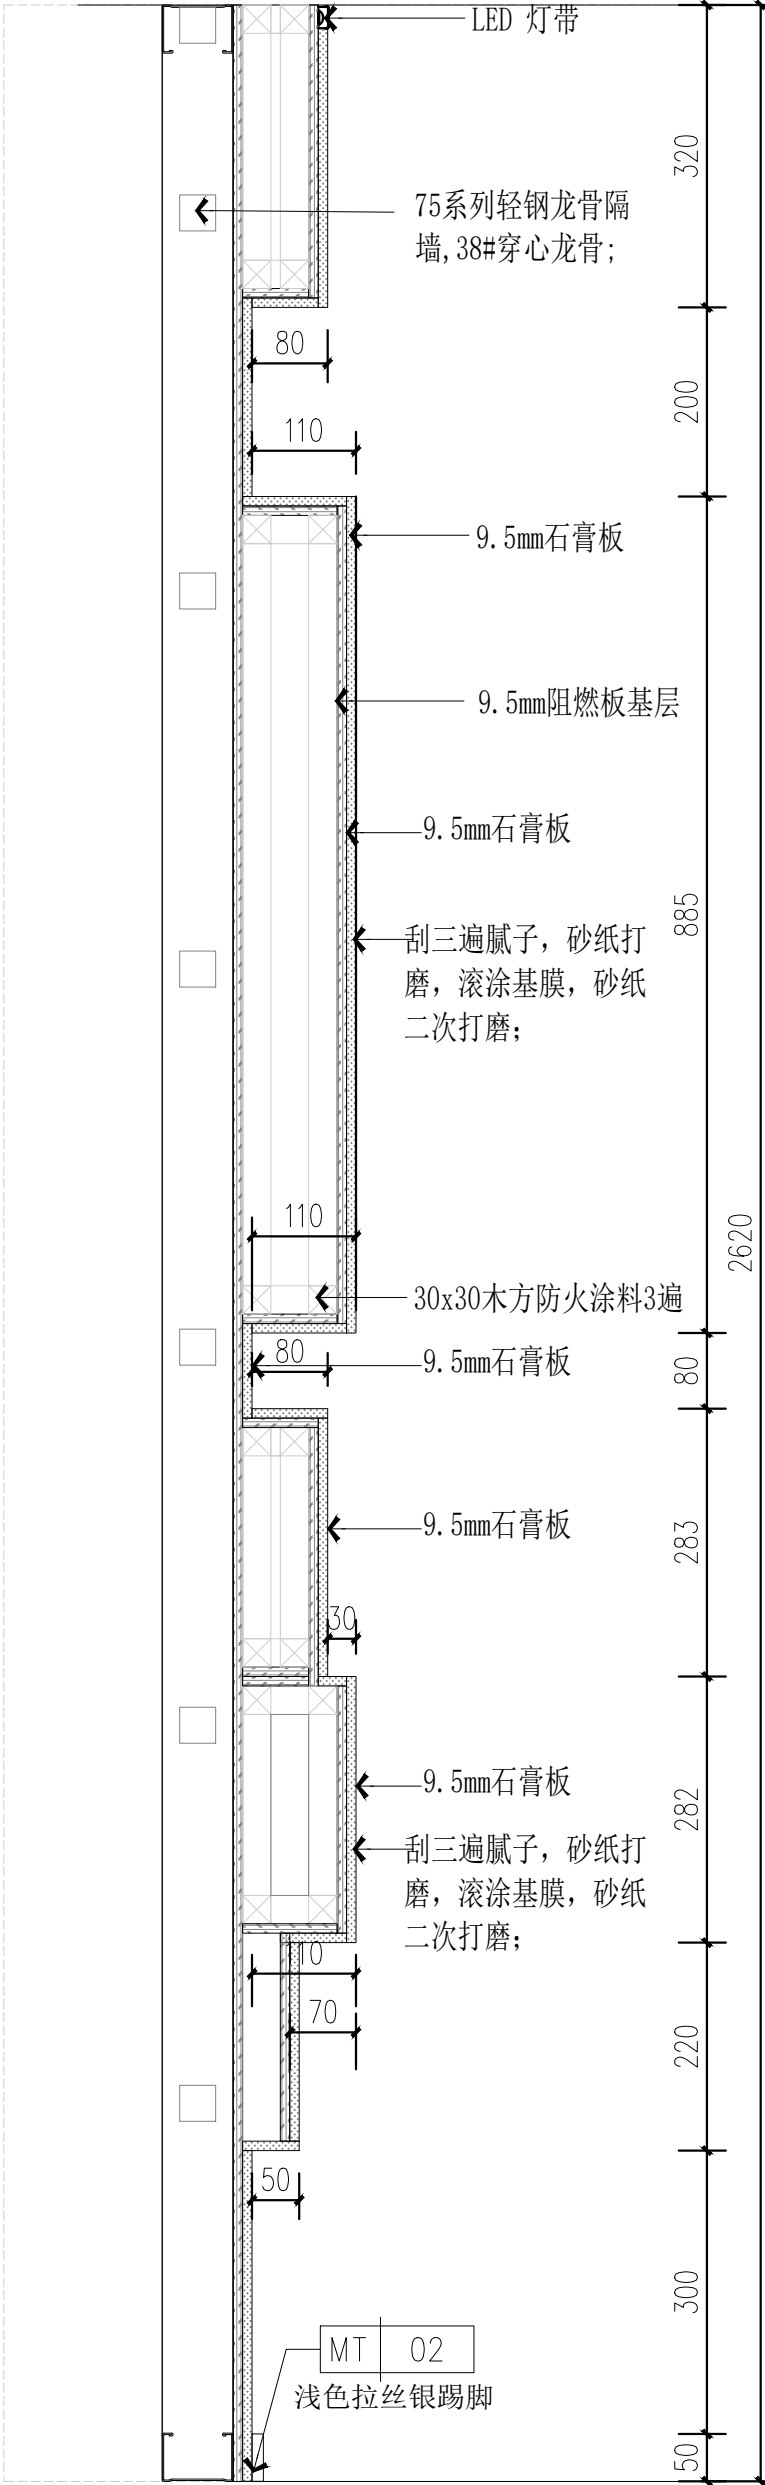 LED 灯带
320
75系列轻钢龙骨隔
墙,38#穿心龙骨;
80
200
110
9.5mm石膏板
9.5mm阻燃板基层
9.5mm石膏板
885
刮三遍腻子，砂纸打
磨，滚涂基膜，砂纸
二次打磨；
110
2620
30x30木方防火涂料3遍
80
9.5mm石膏板
80
9.5mm石膏板
283
30
9.5mm石膏板
282
刮三遍腻子，砂纸打
磨，滚涂基膜，砂纸
二次打磨；
10
70
220
50
300
MT 02
浅色拉丝银踢脚
50